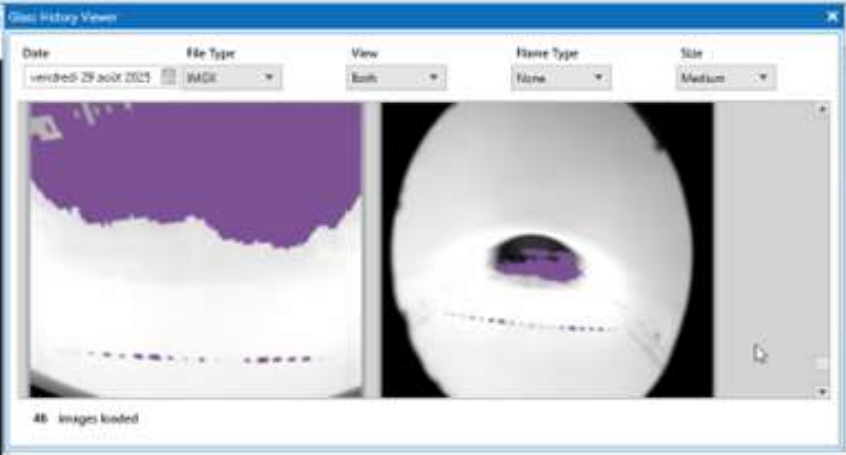 Glass History Viewer
Date File Type View Flame Type Size
vendredi 29 août 2025 IMGX Both None Medium
46 images loaded